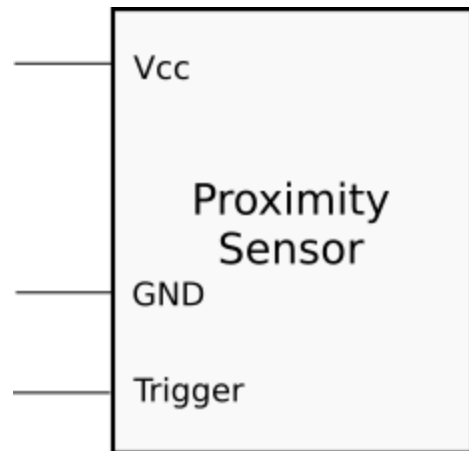 Vcc
Proximity
Sensor
GND
Trigger